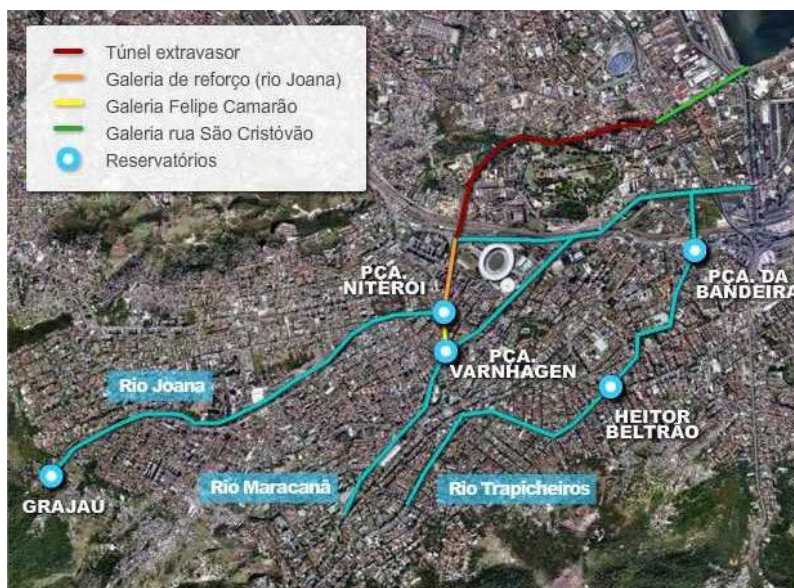 Túnel extravasor
Galeria de reforço (rio Joana)
Galeria Felipe Camarão
Galeria rua São Cristóvão
Reservatórios
PÇA.
NITERÓI
PÇA. DA
BANDEIRA
PÇA.
VARNHAGEN
Rio Joana
HEITOR
BELTRÃO
Rio Maracanã
Rio Trapicheiros
GRAJAÚ